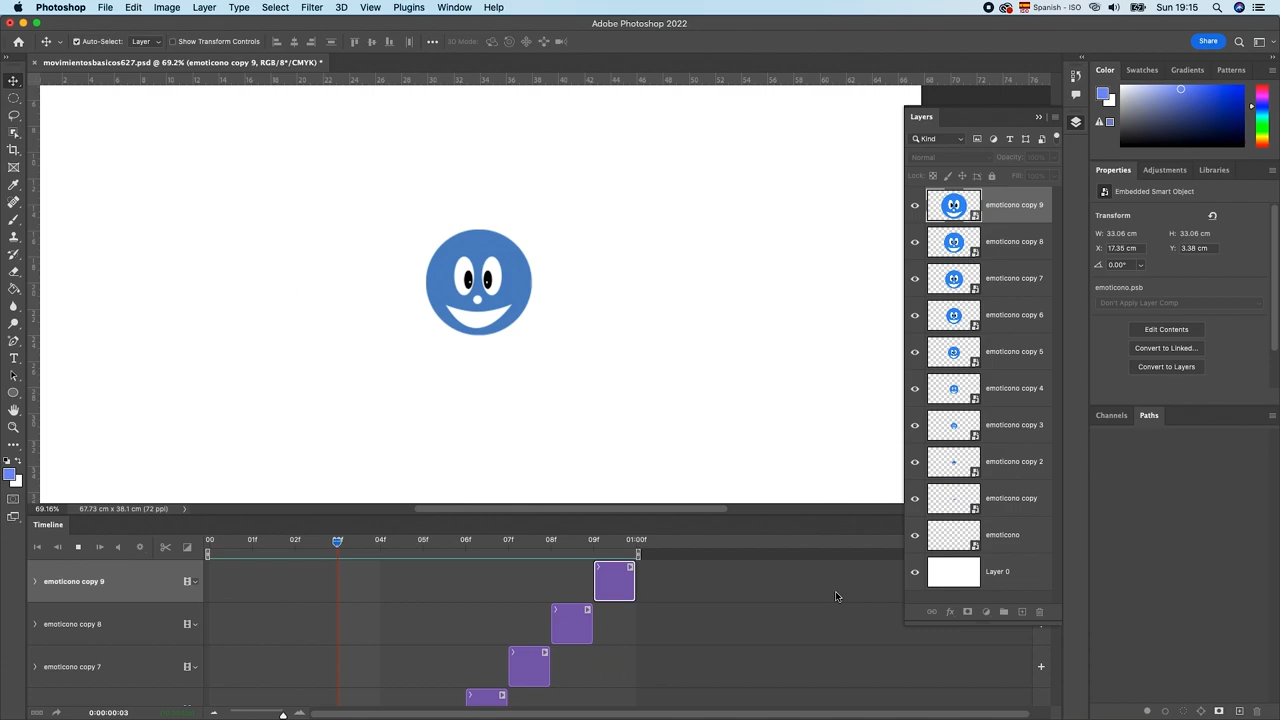 Photoshop File Edit Image Layer Type Select Filter 3D View Plugins Window Help Spanish - ISO Sun 19:15
Adobe Photoshop 2022
Auto-Select: Layer Show Transform Controls 3D Mode: Share
movimientosbasicos627.psd @ 69.2% (emoticono copy 9, RGB/8*/CMYK) *
Color Swatches Gradients Patterns
Layers
Kind
Normal Opacity: 100%
Lock: Fill: 100%
emoticono copy 9
emoticono copy 8
emoticono copy 7
emoticono copy 6
emoticono copy 5
emoticono copy 4
emoticono copy 3
emoticono copy 2
emoticono copy
emoticono
Layer 0
Properties Adjustments Libraries
Embedded Smart Object
Transform
W: 33.06 cm H: 33.06 cm
X: 17.35 cm Y: 3.38 cm
0.00°
emoticono.psb
Don't Apply Layer Comp
Edit Contents
Convert to Linked...
Convert to Layers
Channels Paths
69.16% 67.73 cm x 38.1 cm (72 ppi)
Timeline
00 01f 02f 03f 04f 05f 06f 07f 08f 09f 01:00f
emoticono copy 9
emoticono copy 8
emoticono copy 7
0:00:00:03